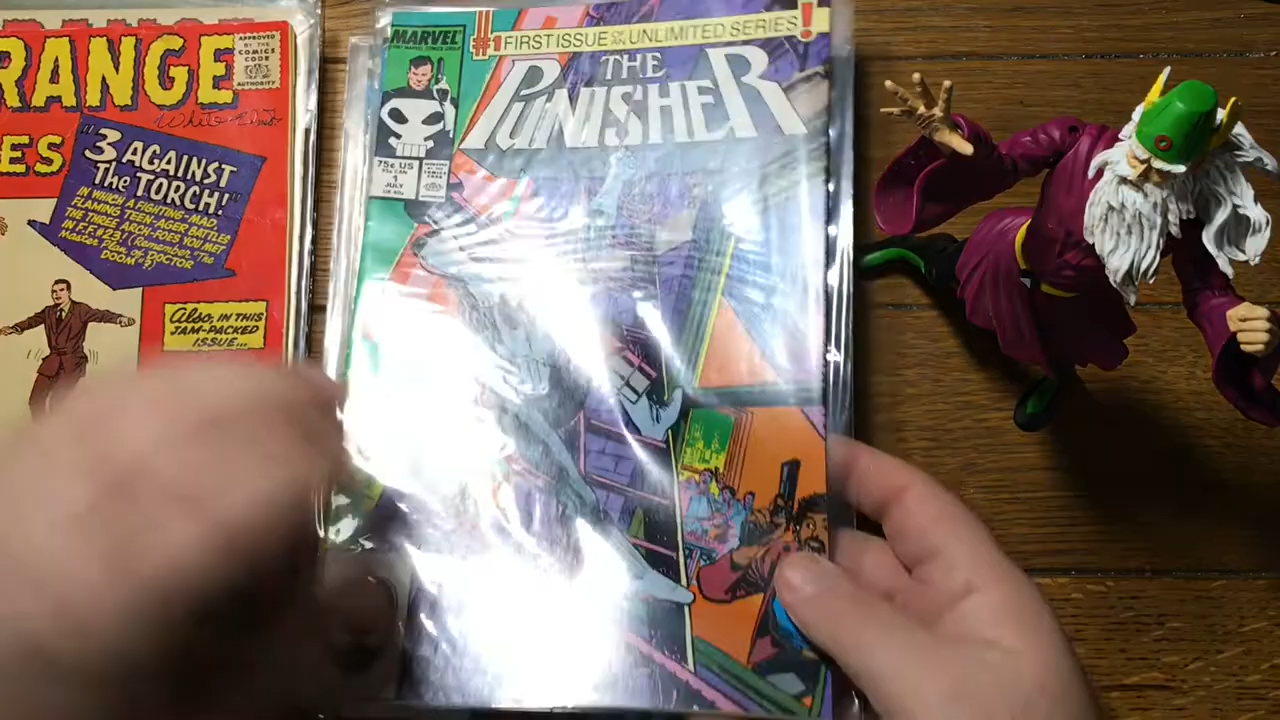 RANGE
APPROVED
BY THE
COMICS
CODE
AUTHORITY
ES
"3 AGAINST
The TORCH!"
IN WHICH A FIGHTING-MAD,
FLAMING TEEN-AGER BATTLES
THE THREE ARCH-FOES YOU MET
IN F.F. #23! (Remember "The
Master Plan of DOCTOR
DOOM"?)
Also, IN THIS
JAM-PACKED
ISSUE...
MARVEL
#1 FIRST ISSUE OF AN UNLIMITED SERIES!
THE
PUNISHER
75¢ US
95¢ CAN
1
JULY